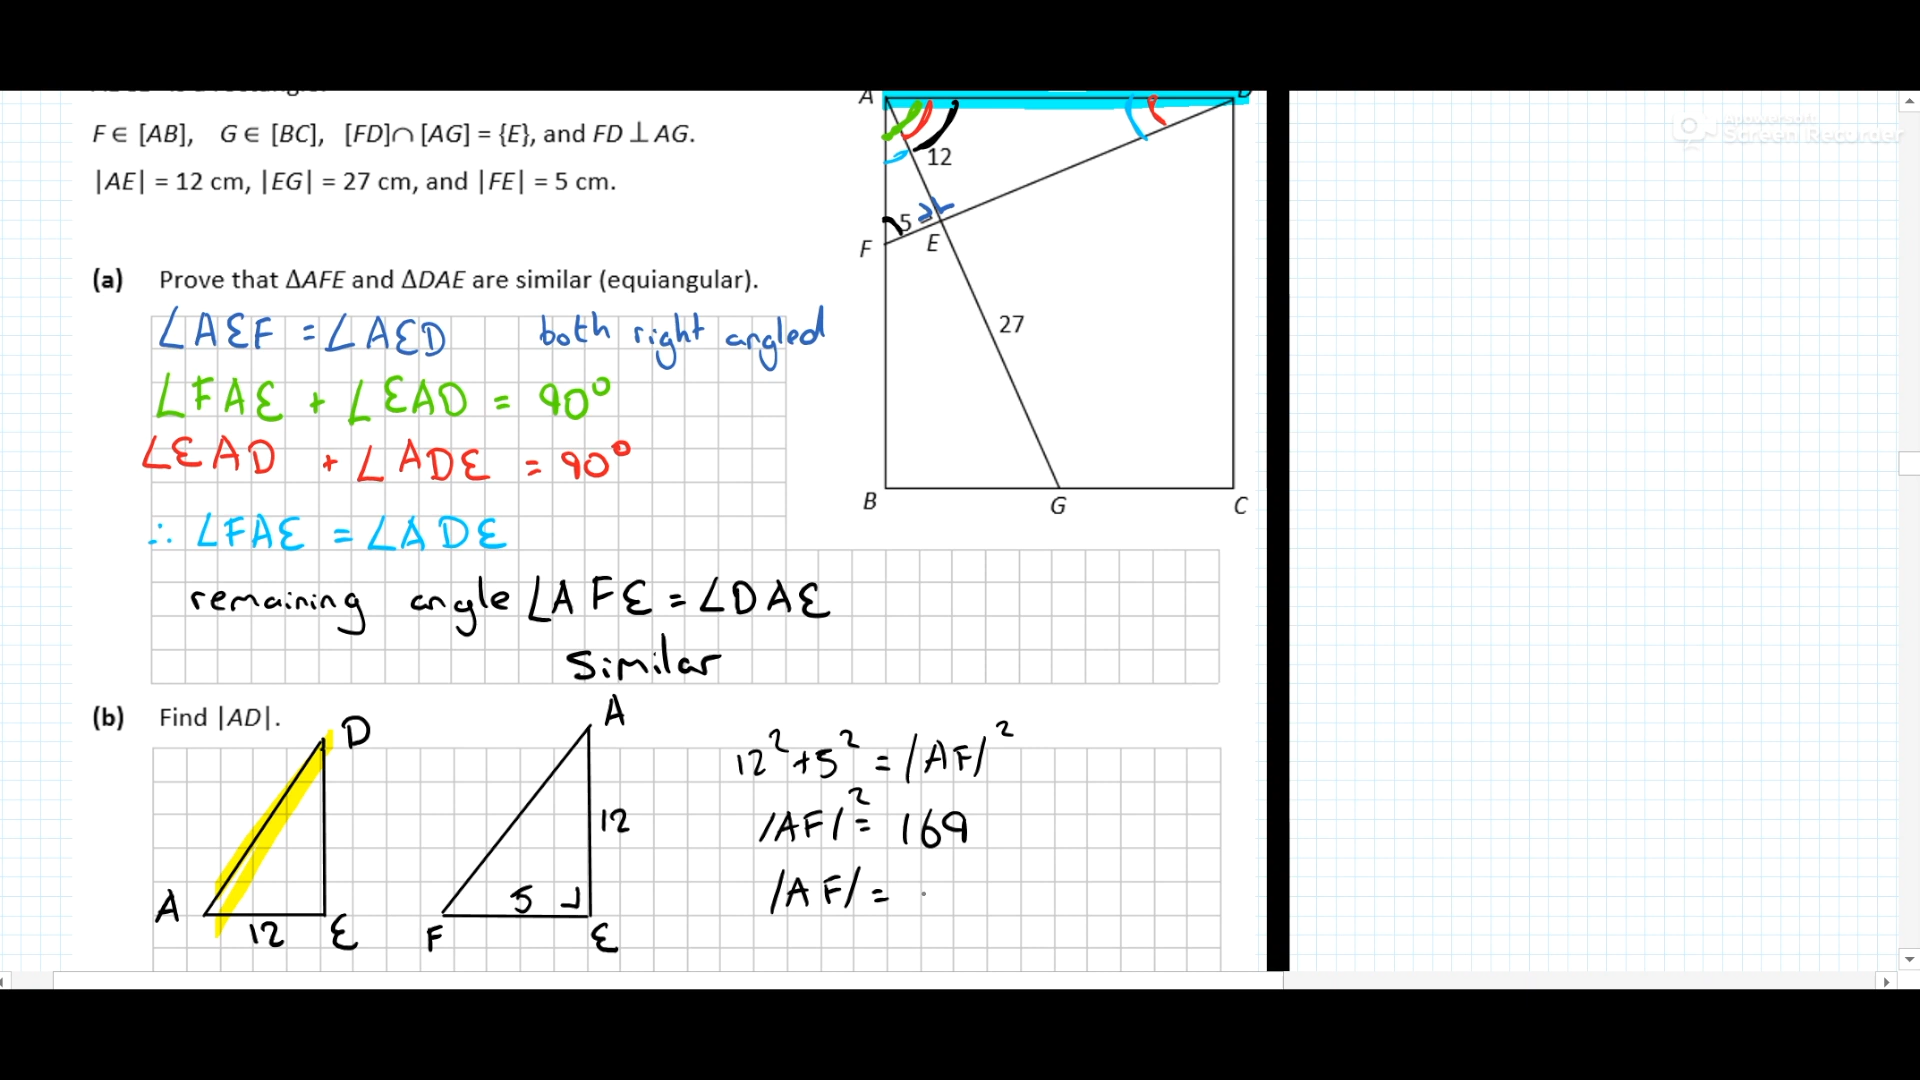 F ∈ [AB], G ∈ [BC], [FD]∩[AG] = {E}, and FD ⊥ AG.
|AE| = 12 cm, |EG| = 27 cm, and |FE| = 5 cm.
A
12
5
F
E
27
B
G
C
(a) Prove that ΔAFE and ΔDAE are similar (equiangular).
∠AEF = ∠AED both right angled
∠FAE + ∠EAD = 90°
∠EAD + ∠ADE = 90°
∴ ∠FAE = ∠ADE
remaining angle ∠AFE = ∠DAE
Similar
(b) Find |AD|.
D
A
12
E
A
12
5
F
E
12² + 5² = |AF|²
|AF|² = 169
|AF| =
Apowersoft
Screen Recorder